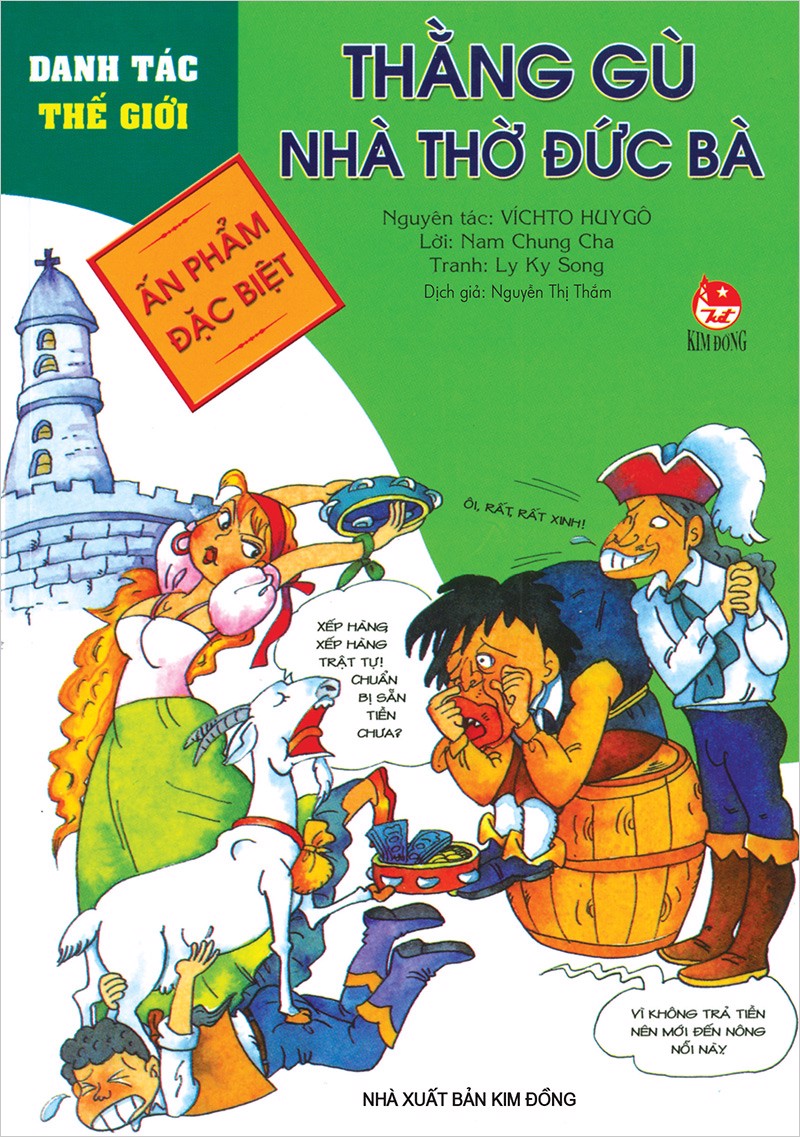 DANH TÁC
THẾ GIỚI
THẰNG GÙ
NHÀ THỜ ĐỨC BÀ
Nguyên tác: VÍCHTO HUYGÔ
Lời: Nam Chung Cha
Tranh: Ly Ky Song
Dịch giả: Nguyễn Thị Thắm
ẤN PHẨM
ĐẶC BIỆT
KIM ĐỒNG
ÔI, RẤT, RẤT XINH!
XẾP HÀNG,
XẾP HÀNG
TRẬT TỰ!
CHUẨN
BỊ SẴN
TIỀN
CHƯA?
VÌ KHÔNG TRẢ TIỀN
NÊN MỚI ĐẾN NÔNG
NỖI NÀY.
NHÀ XUẤT BẢN KIM ĐỒNG